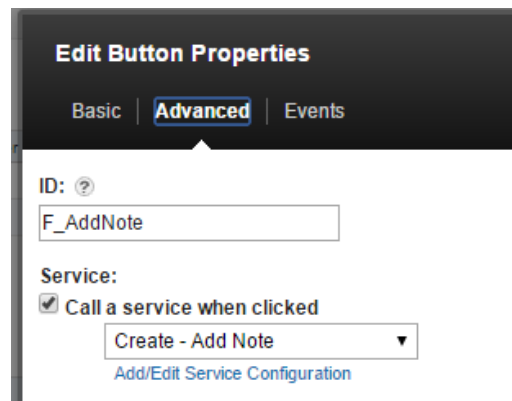 Edit Button Properties
Basic | Advanced | Events
ID: ?
F_AddNote
Service:
Call a service when clicked
Create - Add Note
Add/Edit Service Configuration